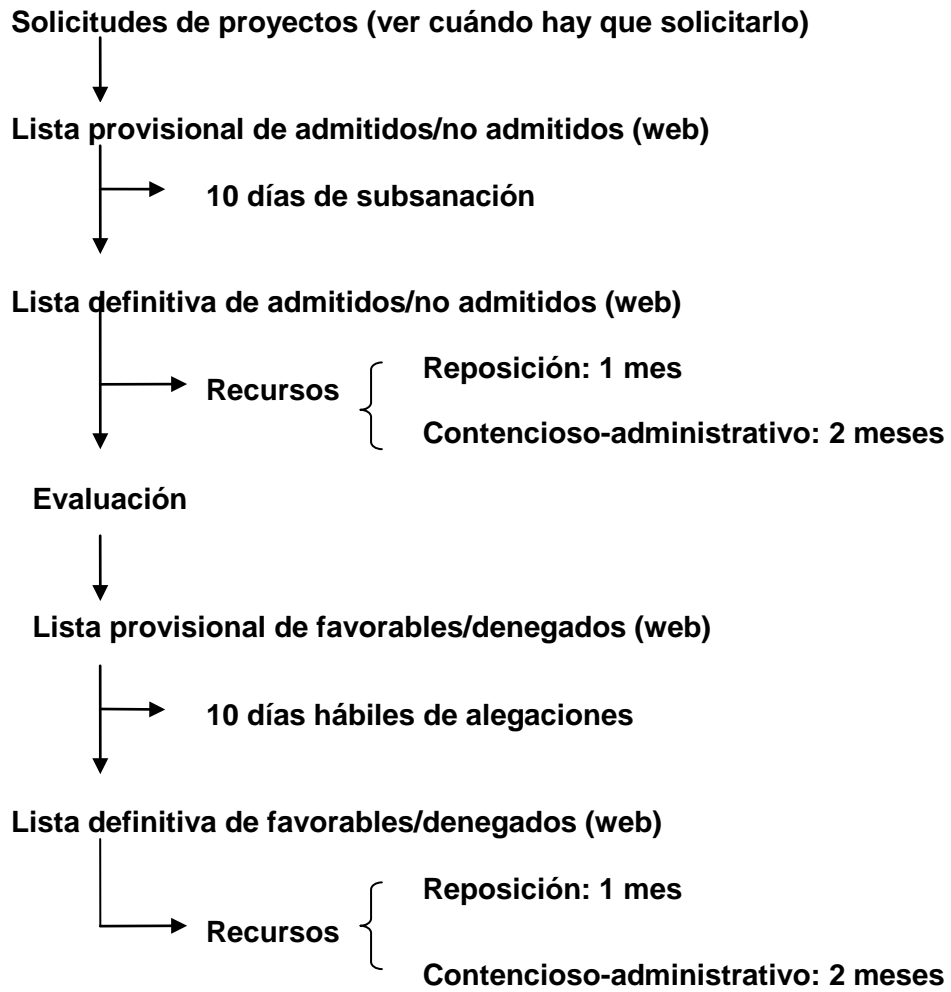 Solicitudes de proyectos (ver cuándo hay que solicitarlo)
Lista provisional de admitidos/no admitidos (web)
10 días de subsanación
Lista definitiva de admitidos/no admitidos (web)
Reposición: 1 mes
Recursos
Contencioso-administrativo: 2 meses
Evaluación
Lista provisional de favorables/denegados (web)
10 días hábiles de alegaciones
Lista definitiva de favorables/denegados (web)
Reposición: 1 mes
Recursos
Contencioso-administrativo: 2 meses